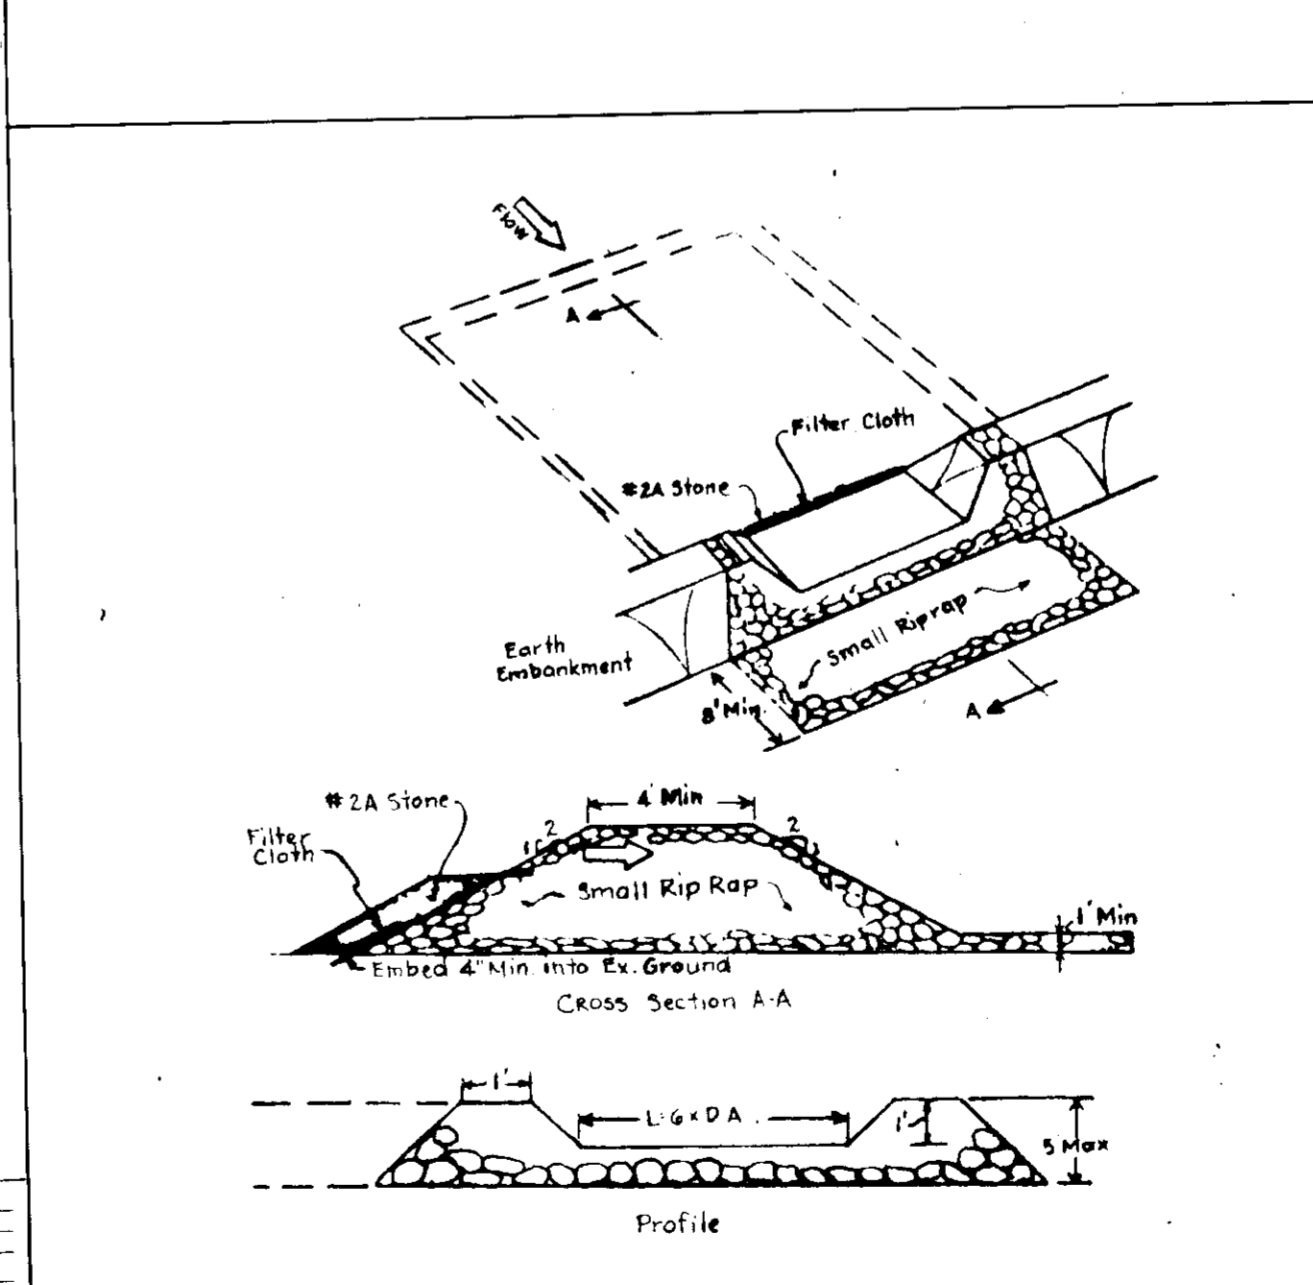 Flow
A
Filter Cloth
#2A Stone
Small Riprap
Earth
Embankment
8' Min.
A
#2A Stone
4' Min
Filter
Cloth
1
2
2
1
Small Rip Rap
1' Min
Embed 4" Min. into Ex. Ground
Cross Section A-A
1'
L=6xDA
1'
5' Max
Profile